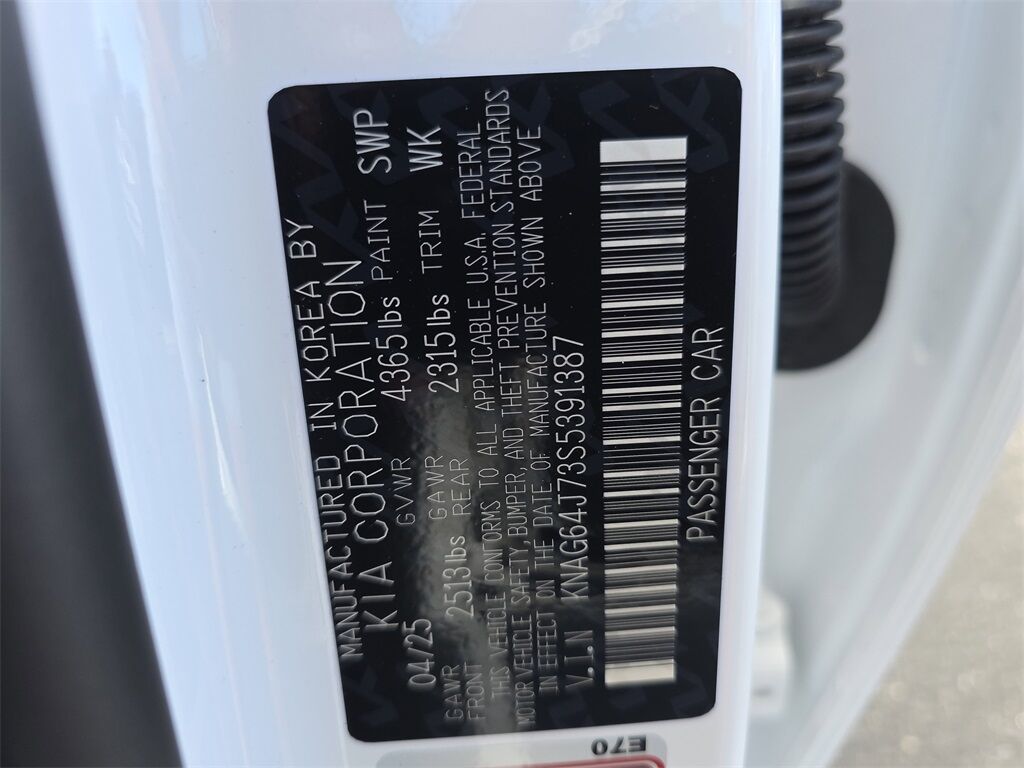 MANUFACTURED IN KOREA BY
KIA CORPORATION
04/25 GVWR 4365lbs PAINT SWP
GAWR FRONT 2513lbs GAWR REAR 2315lbs TRIM WK
THIS VEHICLE CONFORMS TO ALL APPLICABLE U.S.A. FEDERAL
MOTOR VEHICLE SAFETY, BUMPER, AND THEFT PREVENTION STANDARDS
IN EFFECT ON THE DATE OF MANUFACTURE SHOWN ABOVE
V.I.N KNAG64J73S5391387
PASSENGER CAR
E70